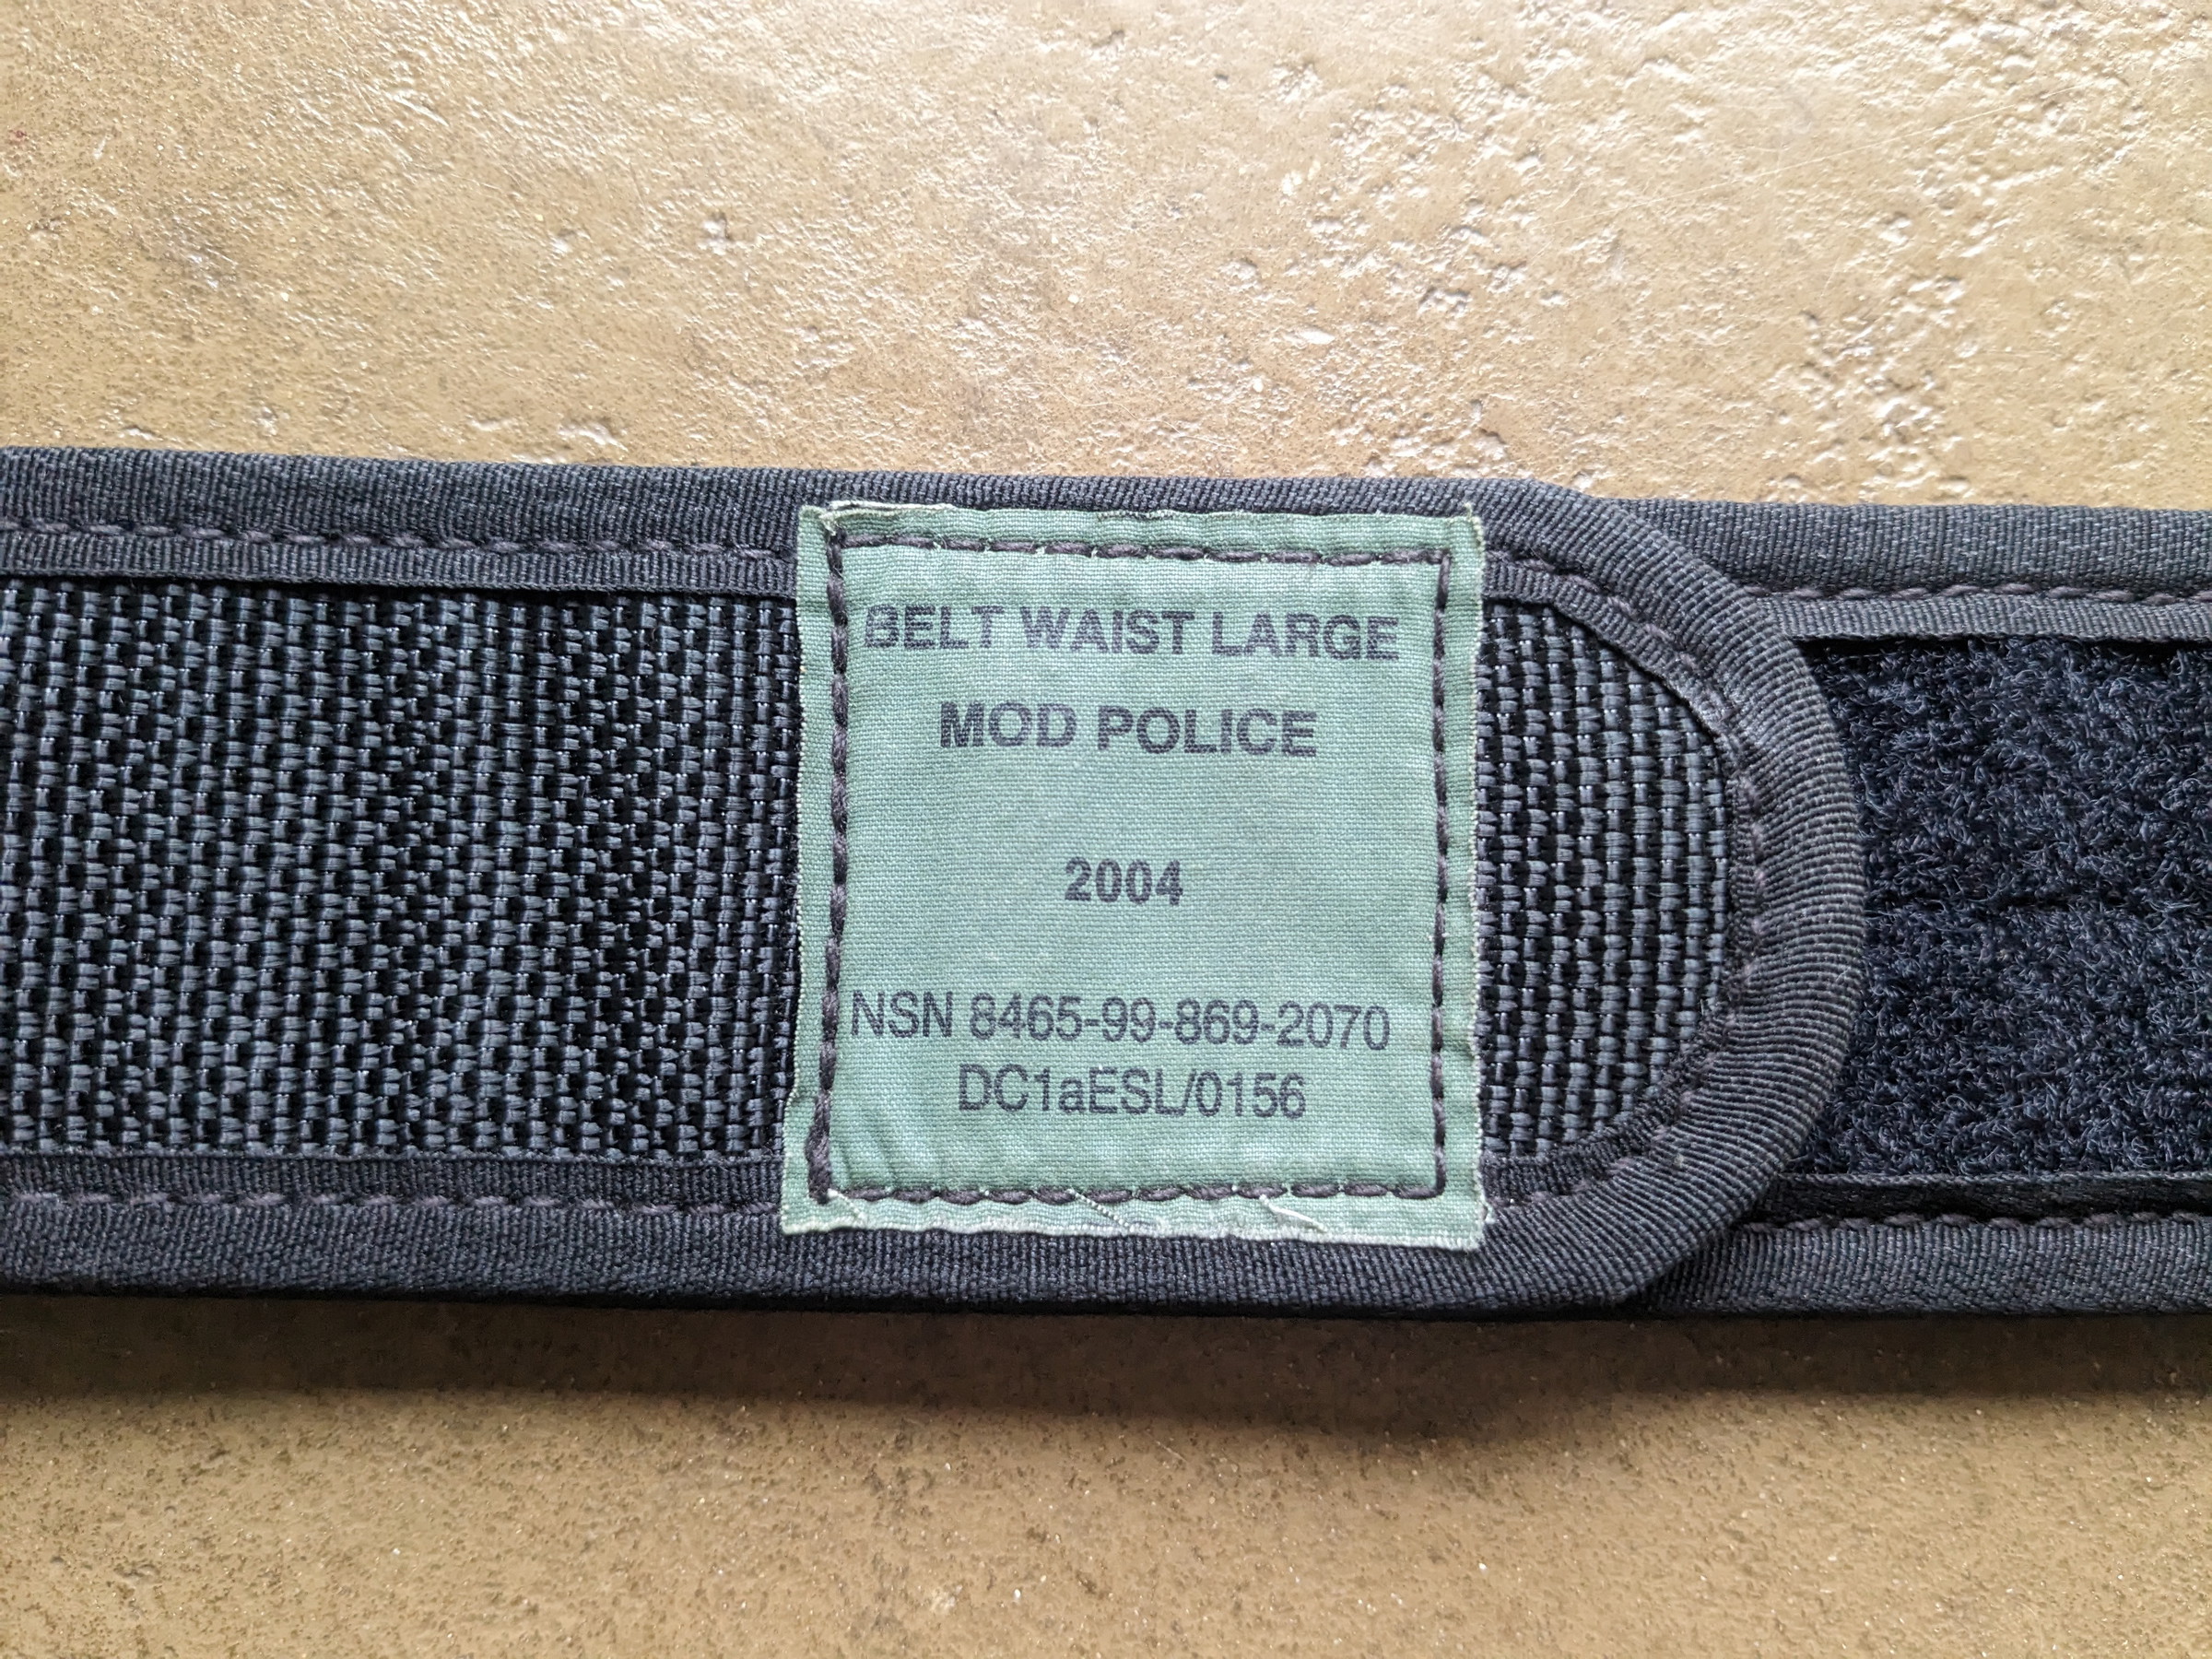 BELT WAIST LARGE
MOD POLICE
2004
NSN 8465-99-869-2070
DC1aESL/0156